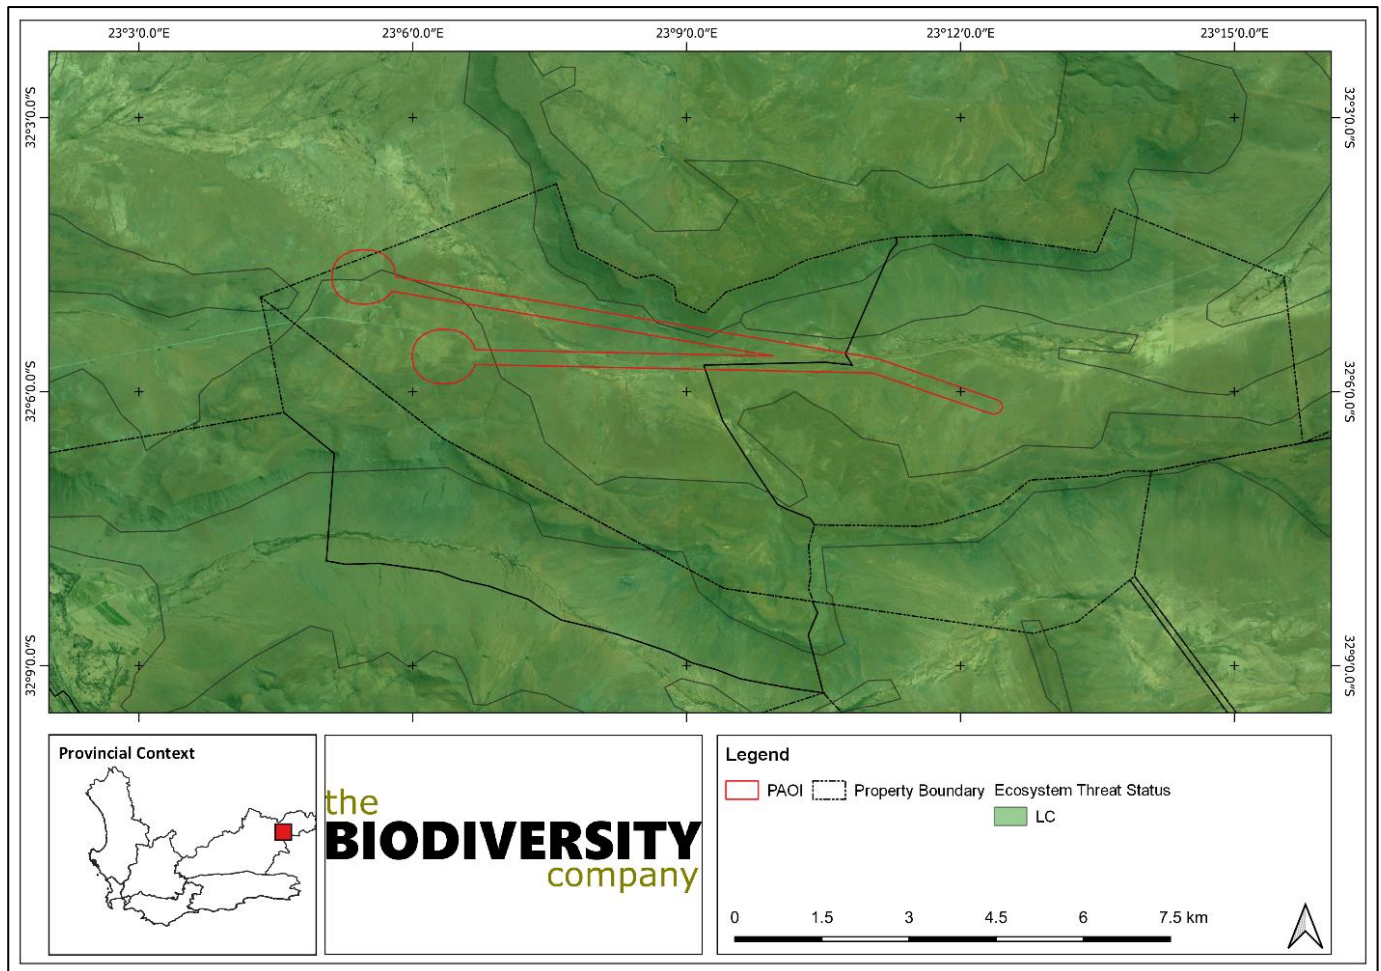 23°3'0.0"E 23°6'0.0"E 23°9'0.0"E 23°12'0.0"E 23°15'0.0"E
32°3'0.0"S 32°3'0.0"S
32°6'0.0"S 32°6'0.0"S
32°9'0.0"S 32°9'0.0"S
Provincial Context
the
BIODIVERSITY
company
Legend
PAOI Property Boundary Ecosystem Threat Status
LC
0 1.5 3 4.5 6 7.5 km